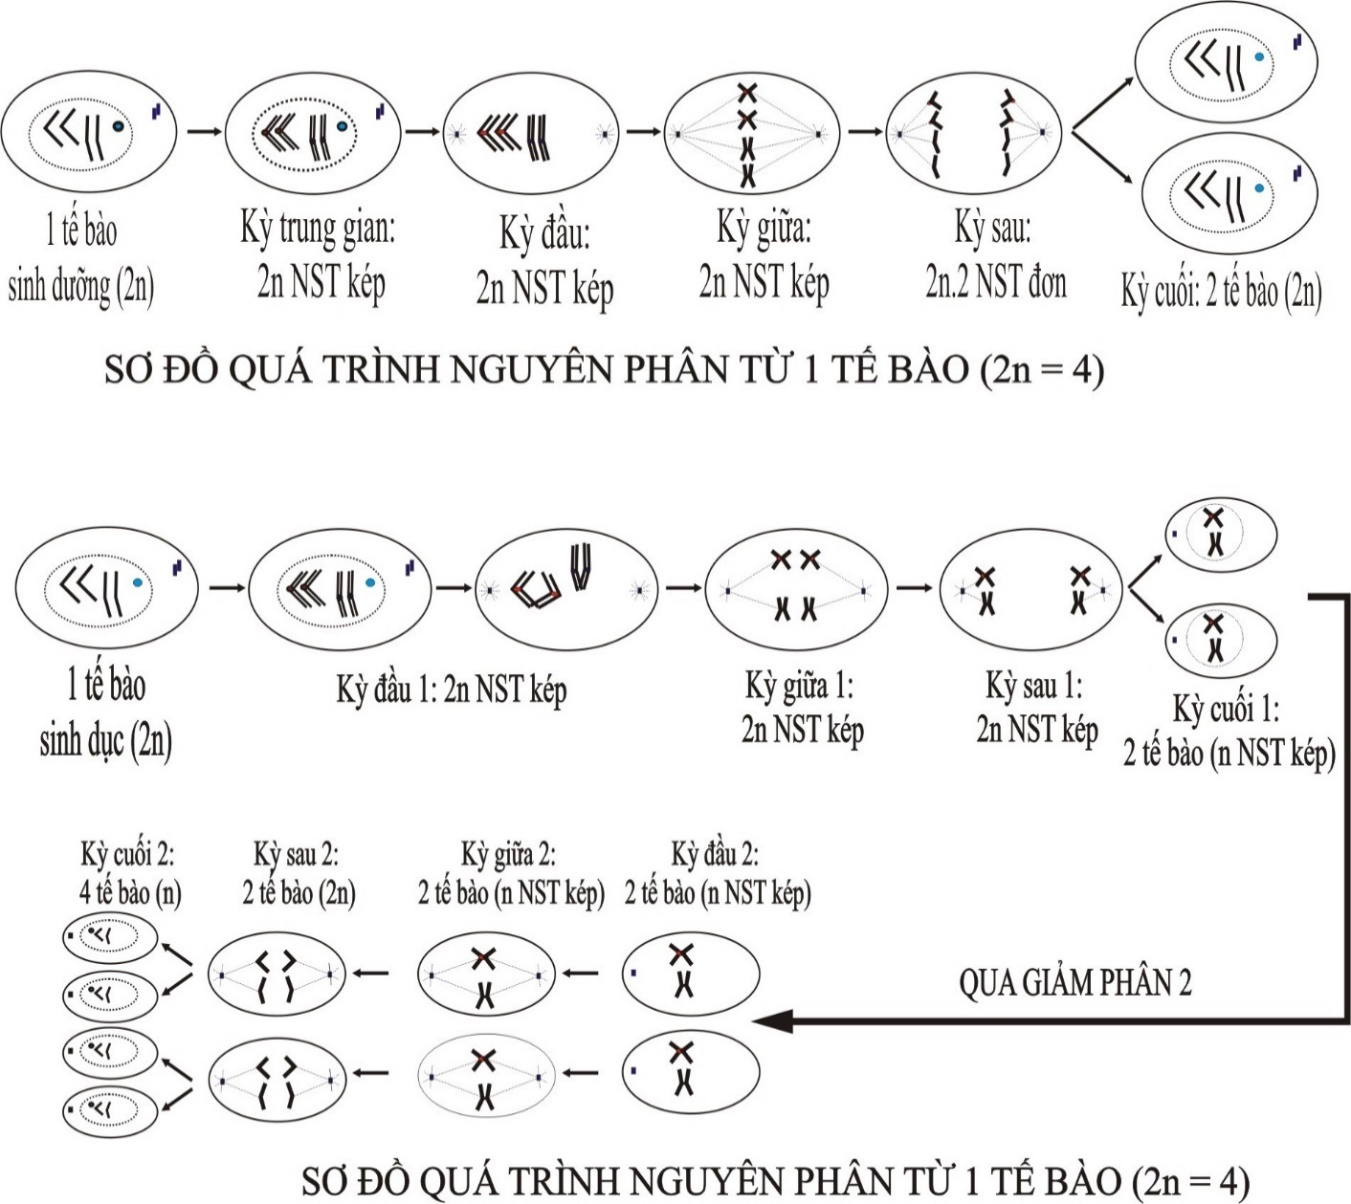 1 tế bào
sinh dưỡng (2n)
Kỳ trung gian:
2n NST kép
Kỳ đầu:
2n NST kép
Kỳ giữa:
2n NST kép
Kỳ sau:
2n.2 NST đơn
Kỳ cuối: 2 tế bào (2n)
SƠ ĐỒ QUÁ TRÌNH NGUYÊN PHÂN TỪ 1 TẾ BÀO (2n = 4)
1 tế bào
sinh dục (2n)
Kỳ đầu 1: 2n NST kép
Kỳ giữa 1:
2n NST kép
Kỳ sau 1:
2n NST kép
Kỳ cuối 1:
2 tế bào (n NST kép)
Kỳ cuối 2:
4 tế bào (n)
Kỳ sau 2:
2 tế bào (2n)
Kỳ giữa 2:
2 tế bào (n NST kép)
Kỳ đầu 2:
2 tế bào (n NST kép)
QUA GIẢM PHÂN 2
SƠ ĐỒ QUÁ TRÌNH NGUYÊN PHÂN TỪ 1 TẾ BÀO (2n = 4)